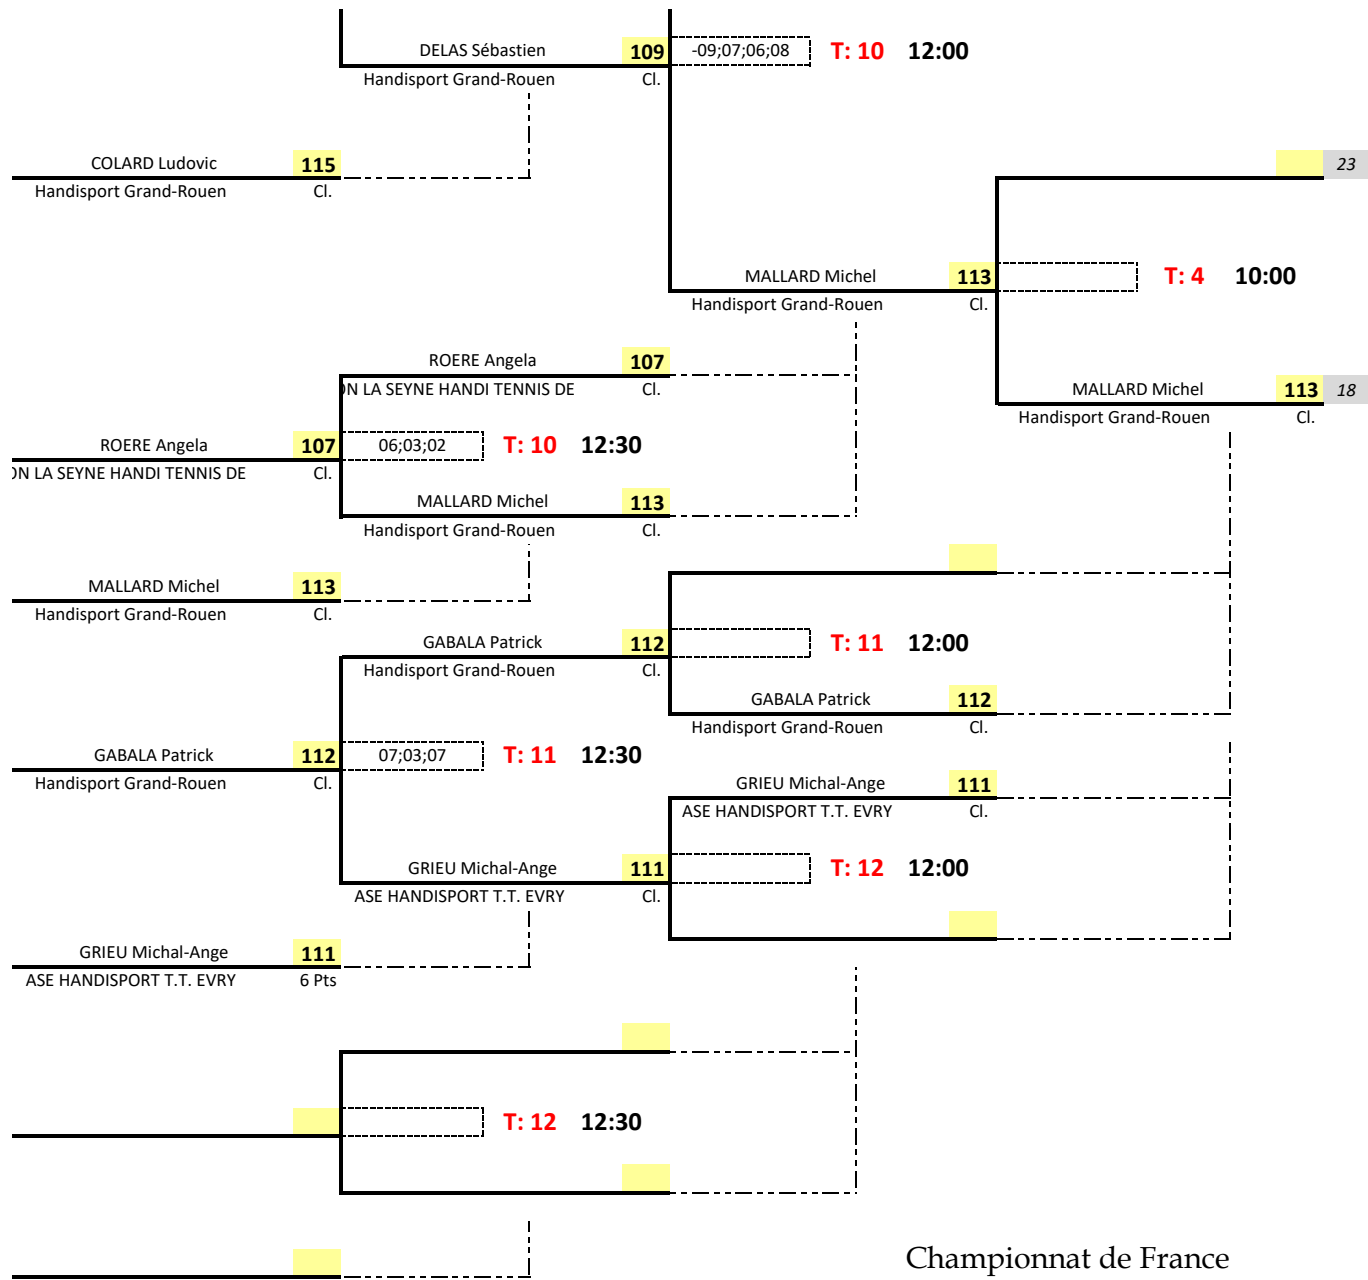 DELAS Sébastien 109 -09;07;06;08 T: 10 12:00
Handisport Grand-Rouen Cl.
COLARD Ludovic 115 23
Handisport Grand-Rouen Cl.
MALLARD Michel 113 T: 4 10:00
Handisport Grand-Rouen Cl.
ROERE Angela 107
ON LA SEYNE HANDI TENNIS DE Cl. MALLARD Michel 113 18
Handisport Grand-Rouen Cl.
ROERE Angela 107 06;03;02 T: 10 12:30
ON LA SEYNE HANDI TENNIS DE Cl.
MALLARD Michel 113
Handisport Grand-Rouen Cl.
MALLARD Michel 113
Handisport Grand-Rouen Cl.
GABALA Patrick 112 T: 11 12:00
Handisport Grand-Rouen Cl.
GABALA Patrick 112
Handisport Grand-Rouen Cl.
GABALA Patrick 112 07;03;07 T: 11 12:30
Handisport Grand-Rouen Cl.
GRIEU Michal-Ange 111
ASE HANDISPORT T.T. EVRY Cl.
GRIEU Michal-Ange 111 T: 12 12:00
ASE HANDISPORT T.T. EVRY Cl.
GRIEU Michal-Ange 111
ASE HANDISPORT T.T. EVRY 6 Pts
T: 12 12:30
Championnat de France